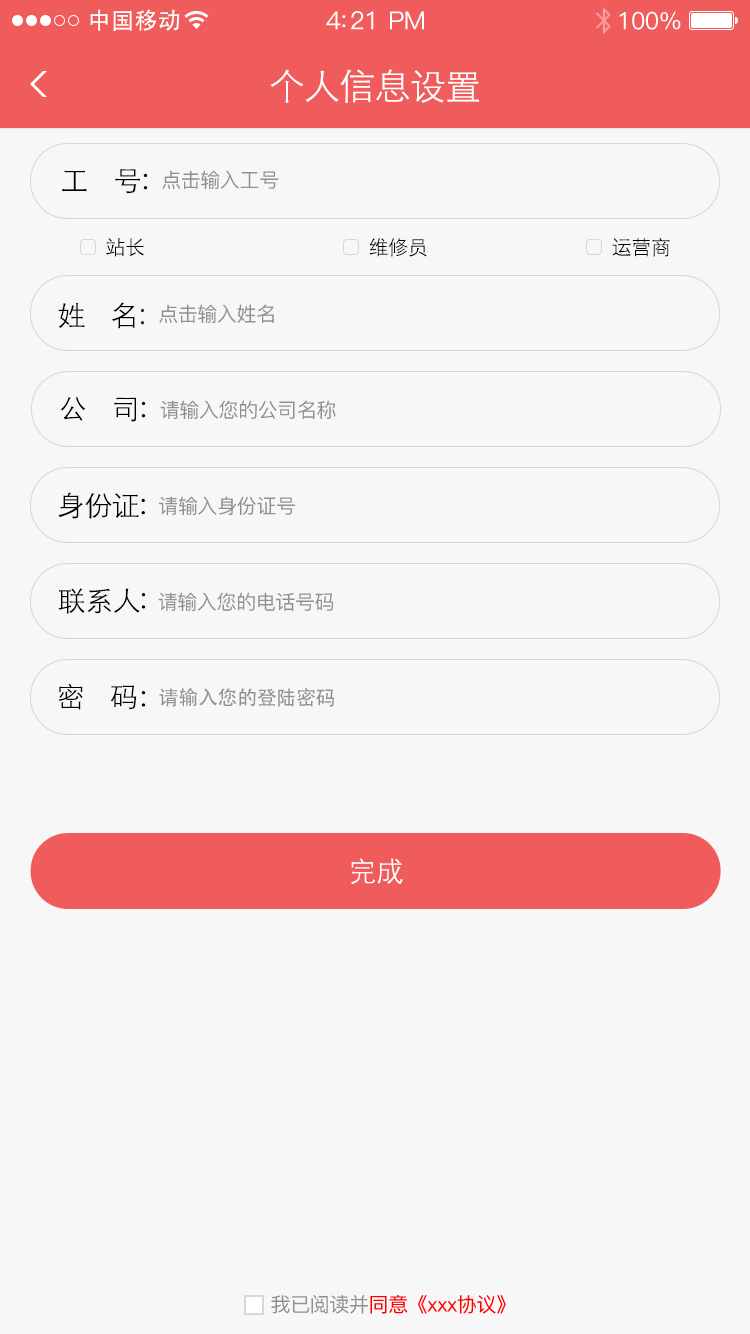 中国移动 4:21 PM 100%
个人信息设置
工 号: 点击输入工号
站长 维修员 运营商
姓 名: 点击输入姓名
公 司: 请输入您的公司名称
身份证: 请输入身份证号
联系人: 请输入您的电话号码
密 码: 请输入您的登陆密码
完成
我已阅读并同意《xxx协议》